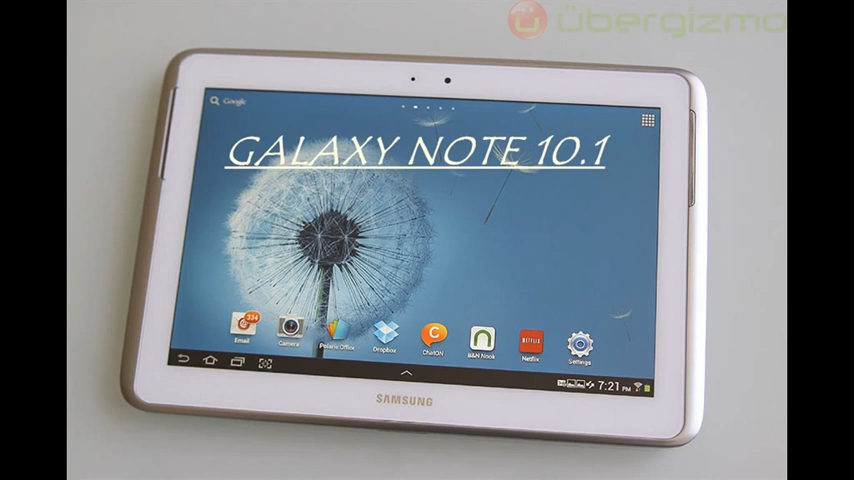 übergizmo
Google
GALAXY NOTE 10.1
334
Email
Camera
Polaris Office
Dropbox
ChatON
B&N Nook
NETFLIX
Netflix
Settings
7:21 PM
SAMSUNG